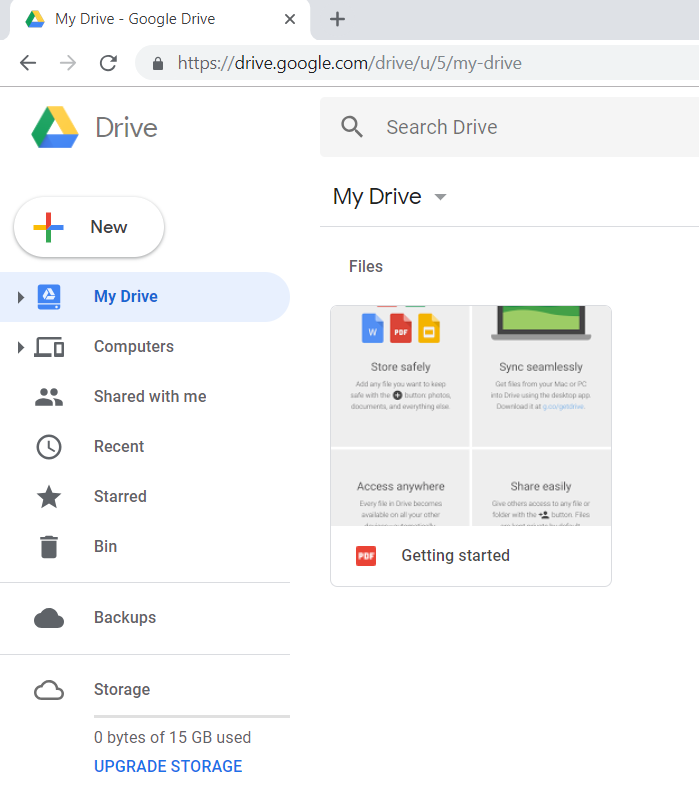 My Drive - Google Drive
https://drive.google.com/drive/u/5/my-drive
Drive
Search Drive
New
My Drive
My Drive
Computers
Shared with me
Recent
Starred
Bin
Backups
Storage
0 bytes of 15 GB used
UPGRADE STORAGE
Files
W
PDF
Store safely
Add any file you want to keep
safe with the button: photos,
documents, and everything else.
Sync seamlessly
Get files from your Mac or PC
into Drive using the desktop app.
Download it at g.co/getdrive.
Access anywhere
Every file in Drive becomes
available on all your other
Share easily
Give others access to any file or
folder with the button. Files
PDF
Getting started